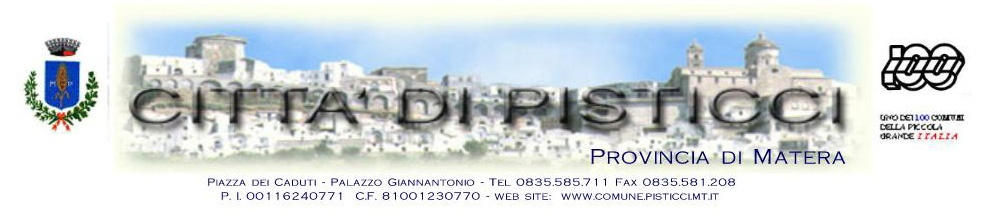 CITTA' DI PISTICCI
PROVINCIA DI MATERA
100
UNO DEI 100 COMUNI
DELLA PICCOLA
GRANDE ITALIA
PIAZZA DEI CADUTI - PALAZZO GIANNANTONIO - TEL 0835.585.711 FAX 0835.581.208
P. I. 00116240771 C.F. 81001230770 - WEB SITE: WWW.COMUNE.PISTICCI.MT.IT